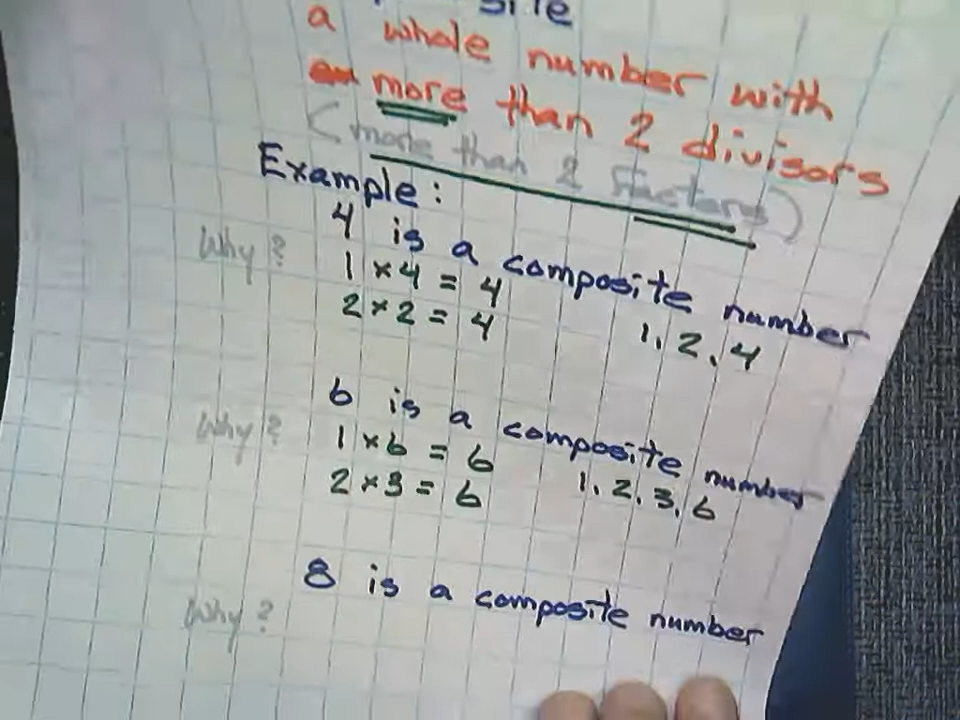 site
a whole number with
more than 2 divisors
(more than 2 factors)
Example:
4 is a composite number
Why? 1 × 4 = 4
2 × 2 = 4 1, 2, 4
6 is a composite number
Why? 1 × 6 = 6
2 × 3 = 6 1, 2, 3, 6
8 is a composite number
Why?